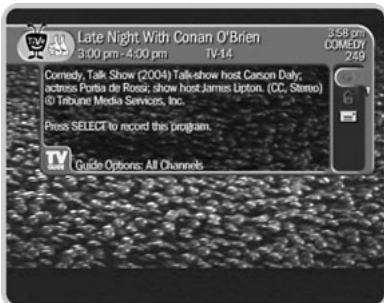 TiVo
Late Night With Conan O'Brien
3:00 pm - 4:00 pm TV-14
3:58 pm
COMEDY
249
Comedy, Talk Show (2004) Talk-show host Carson Daly;
actress Portia de Rossi; show host James Lipton. (CC, Stereo)
© Tribune Media Services, Inc.
Press SELECT to record this program.
TV
GUIDE
Guide Options: All Channels